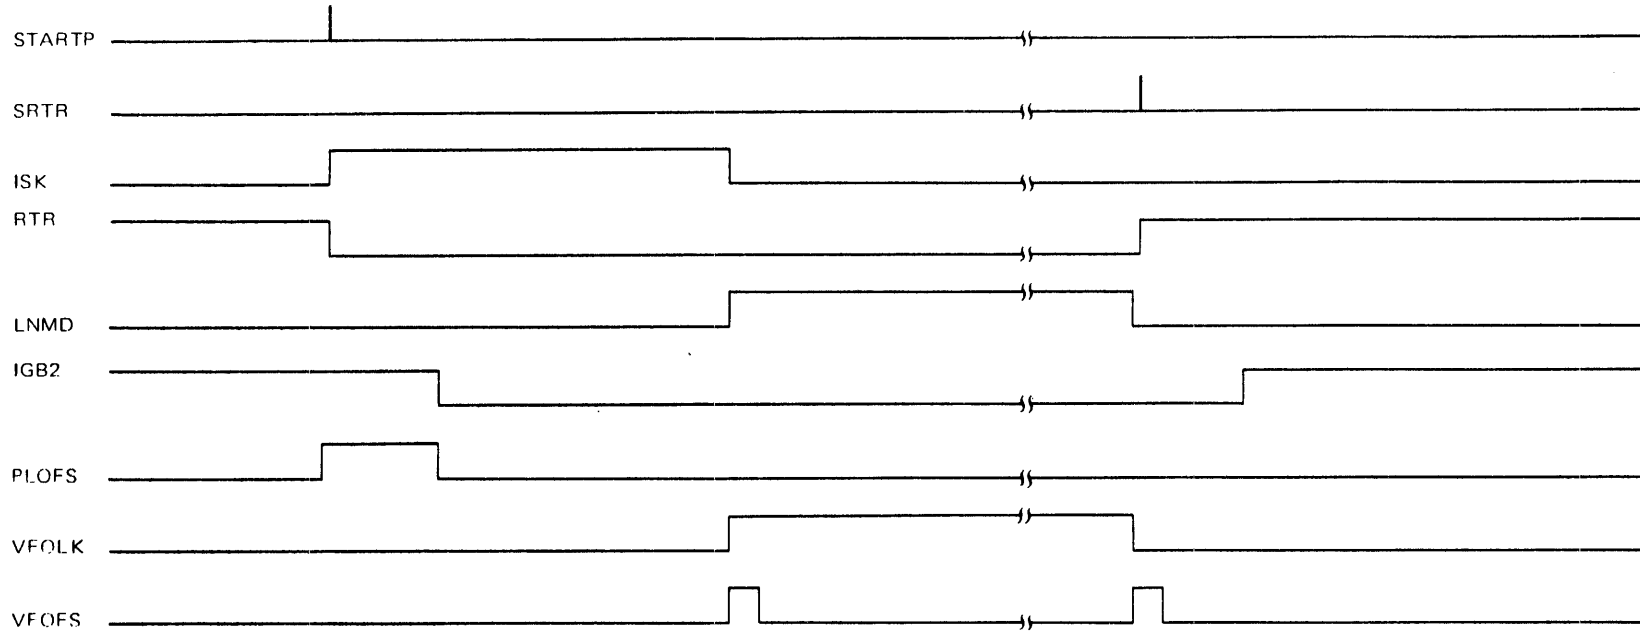 STARTP
SRTR
ISK
RTR
LNMD
IGB2
PLOFS
VFOLK
VFOFS